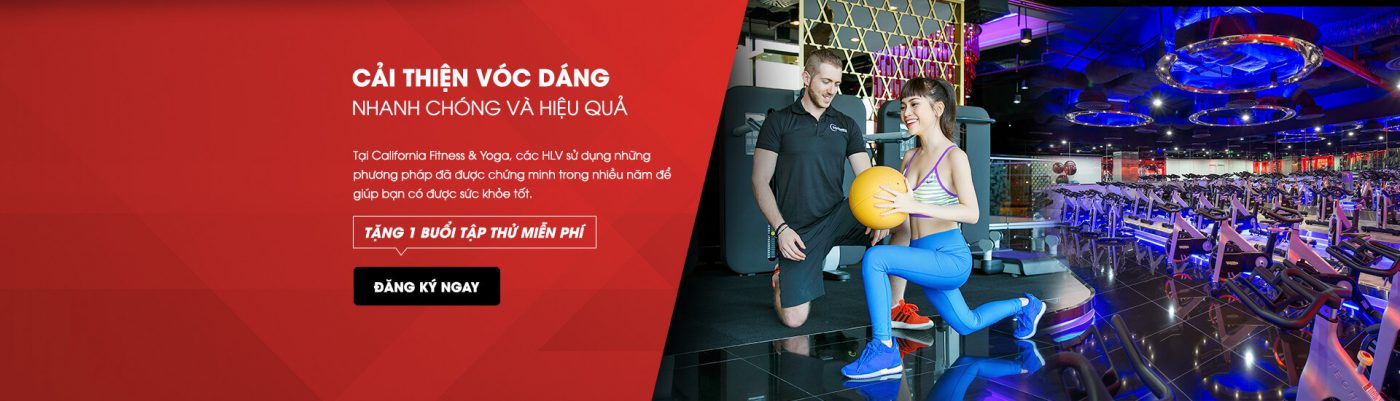 CẢI THIỆN VÓC DÁNG
NHANH CHÓNG VÀ HIỆU QUẢ
Tại California Fitness & Yoga, các HLV sử dụng những
phương pháp đã được chứng minh trong nhiều năm để
giúp bạn có được sức khỏe tốt.
TẶNG 1 BUỔI TẬP THỬ MIỄN PHÍ
ĐĂNG KÝ NGAY